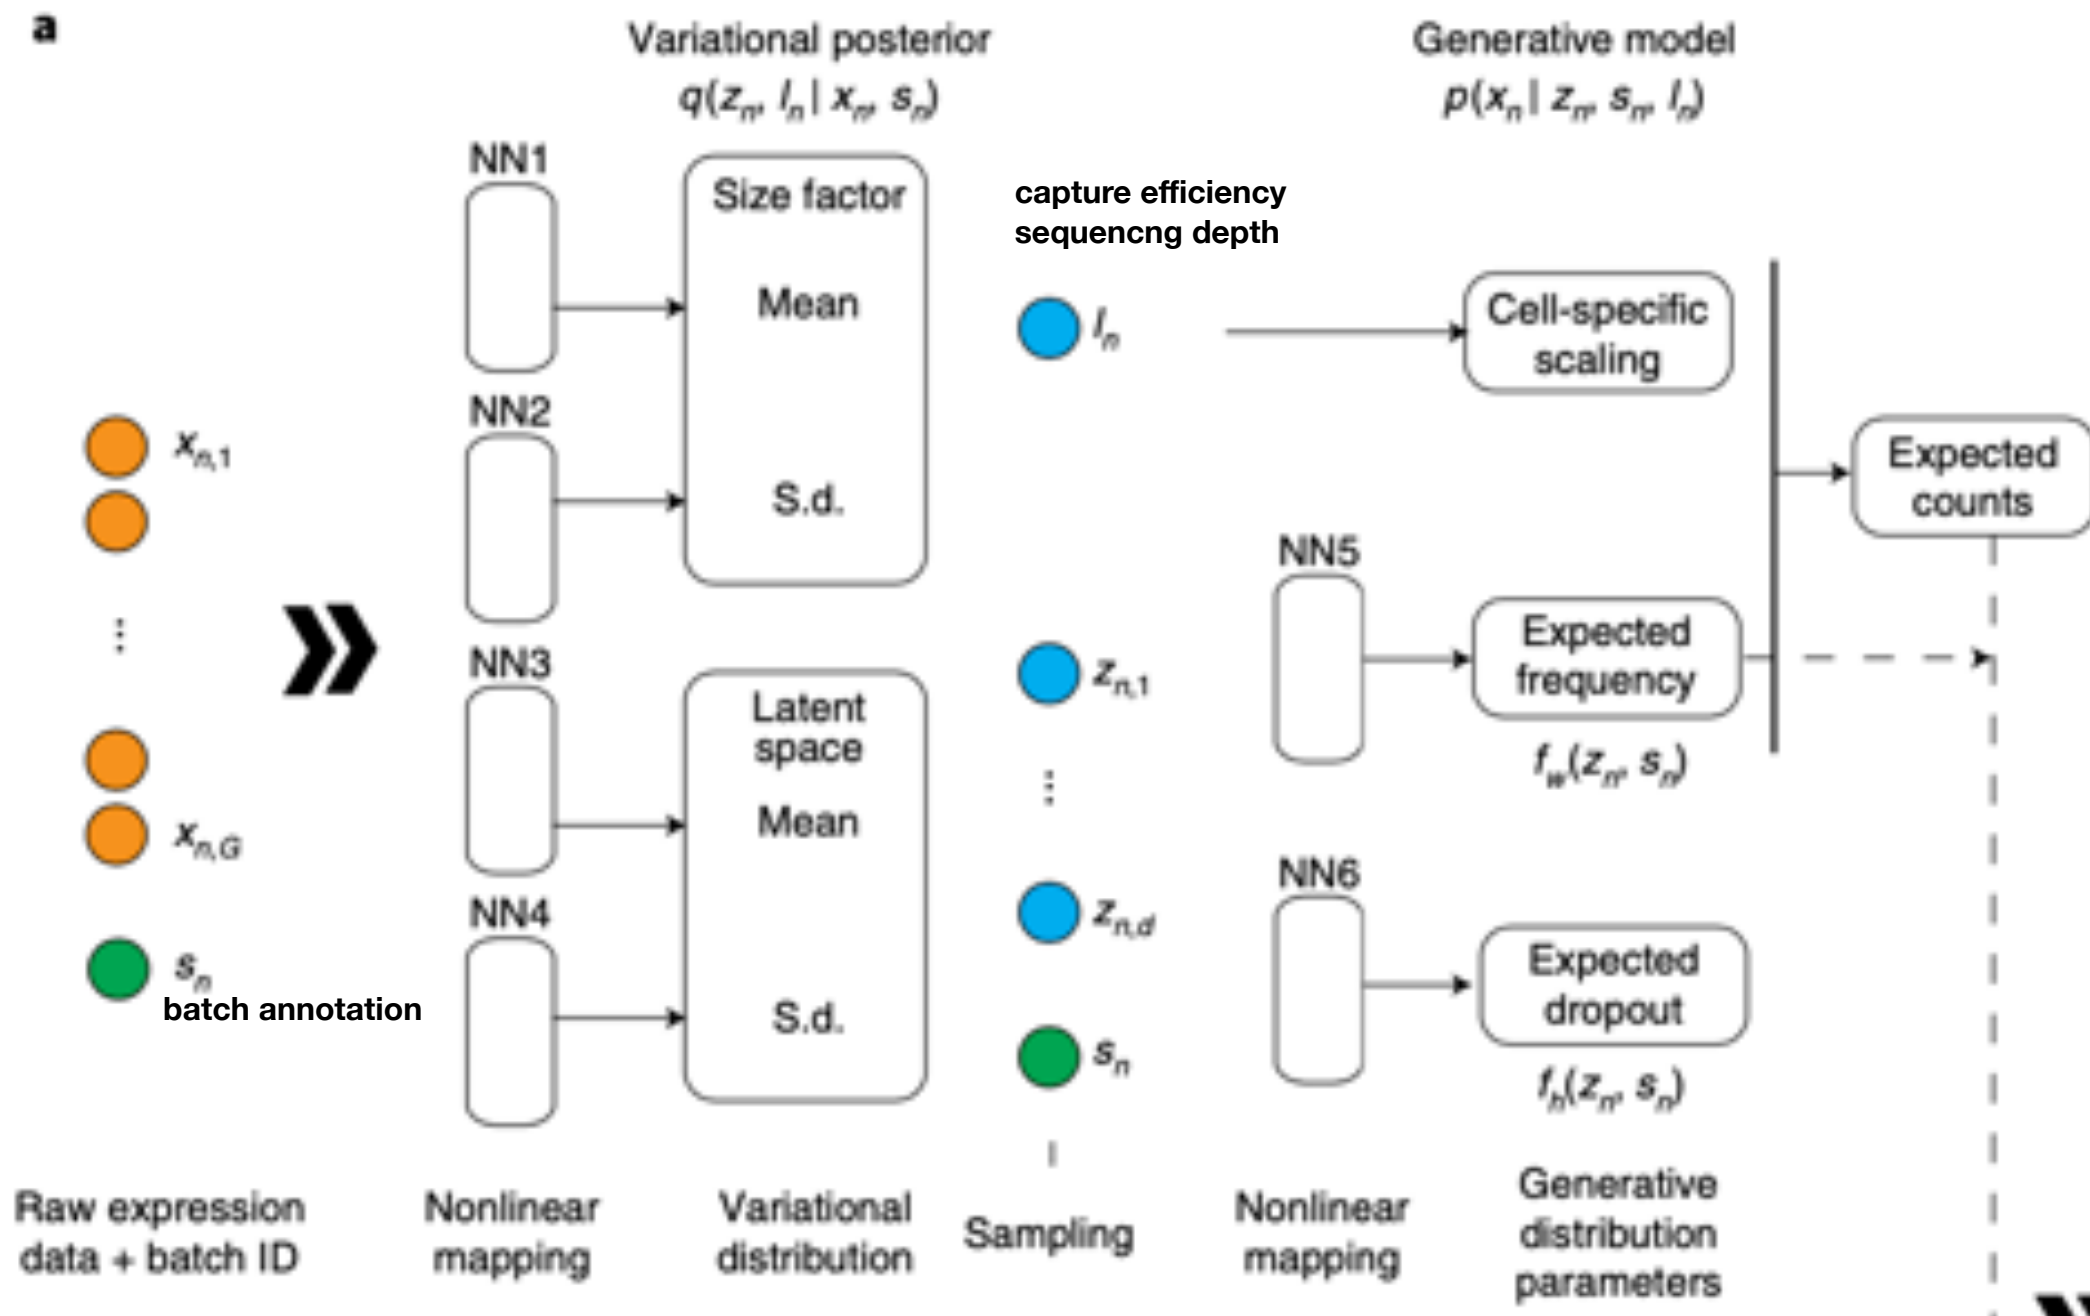 a
Variational posterior
q(zn, ln | xn, sn)
Generative model
p(xn | zn, sn, ln)
NN1
Size factor
Mean
NN2
S.d.
capture efficiency
sequencng depth
ln
Cell-specific
scaling
Expected
counts
xn,1
⋮
xn,G
sn
batch annotation
NN3
Latent
space
Mean
NN4
S.d.
zn,1
⋮
zn,d
sn
NN5
Expected
frequency
fw(zn, sn)
NN6
Expected
dropout
fh(zn, sn)
Raw expression
data + batch ID
Nonlinear
mapping
Variational
distribution
Sampling
Nonlinear
mapping
Generative
distribution
parameters